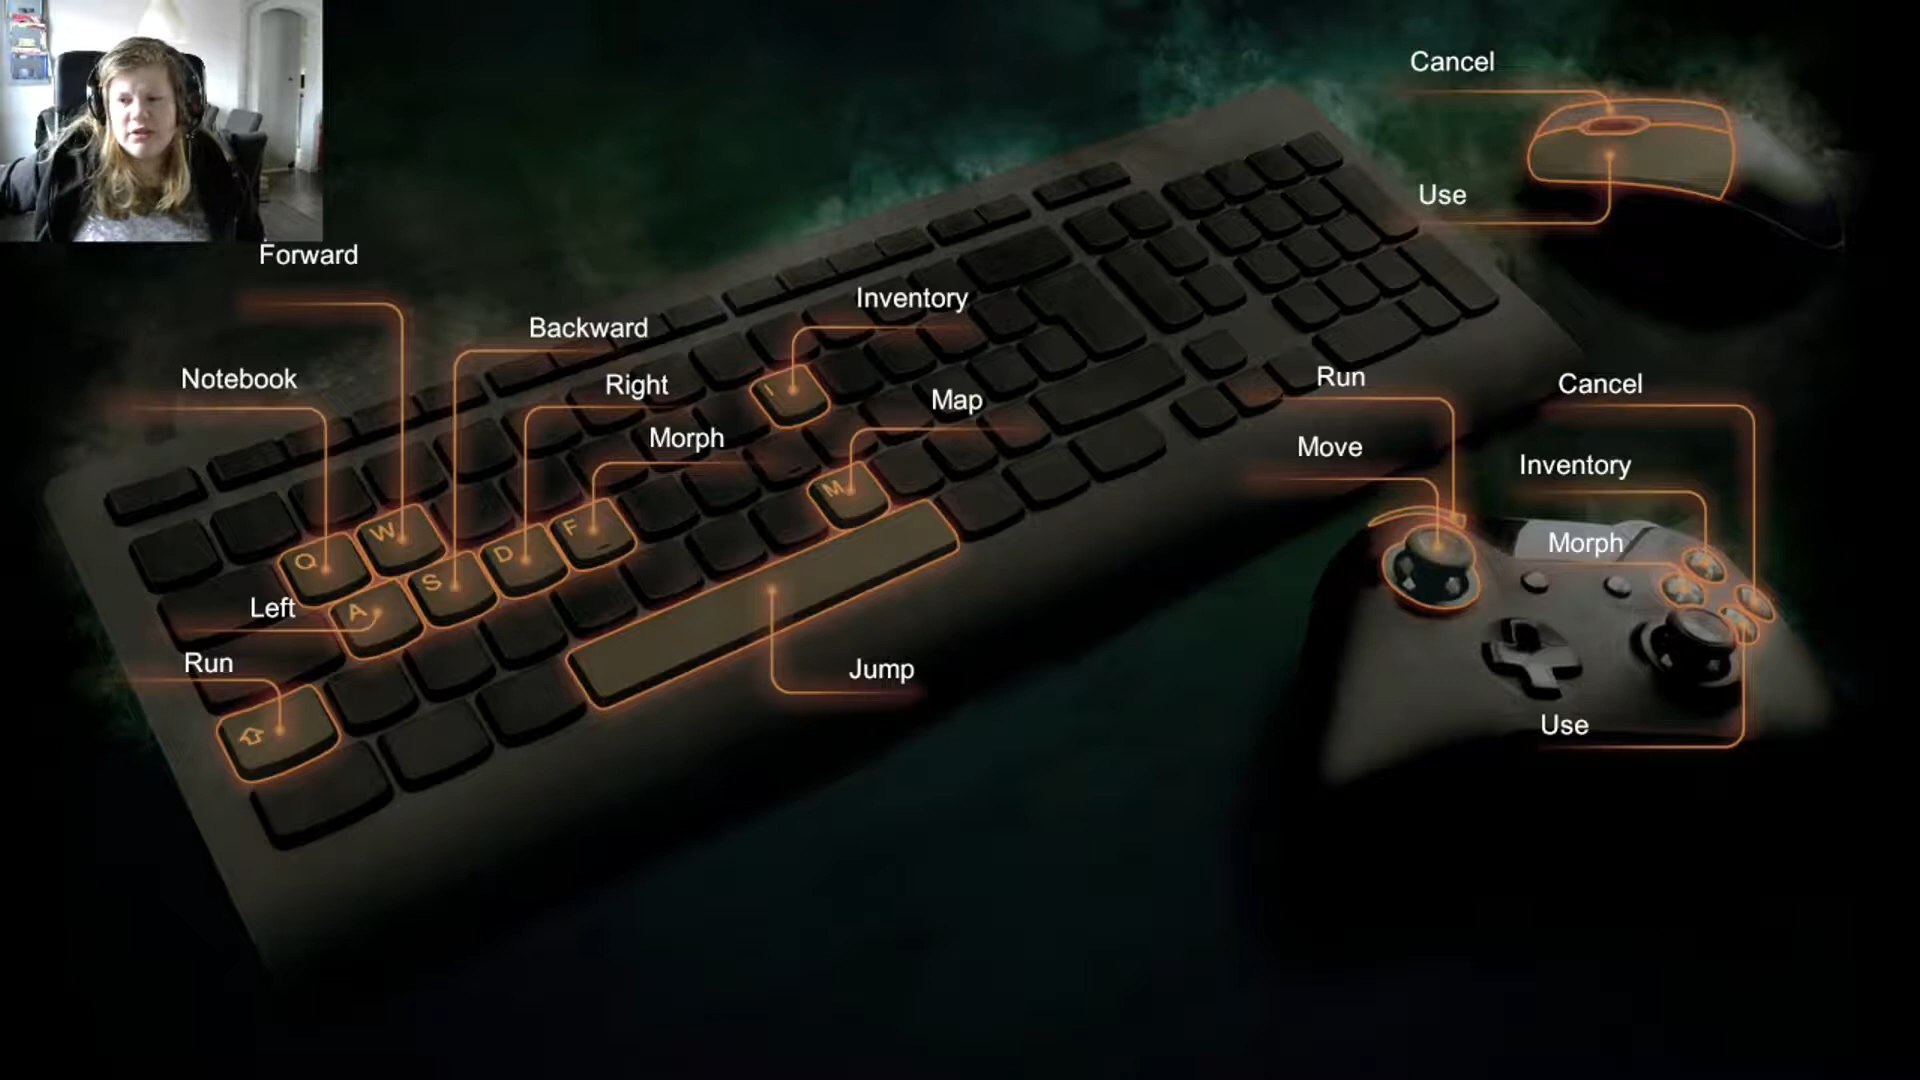 Cancel
Use
Forward
Inventory
Backward
Notebook
Right
Map
Morph
Left
Run
Jump
Q
W
A
S
D
F
I
M
Run
Cancel
Move
Inventory
Morph
Use